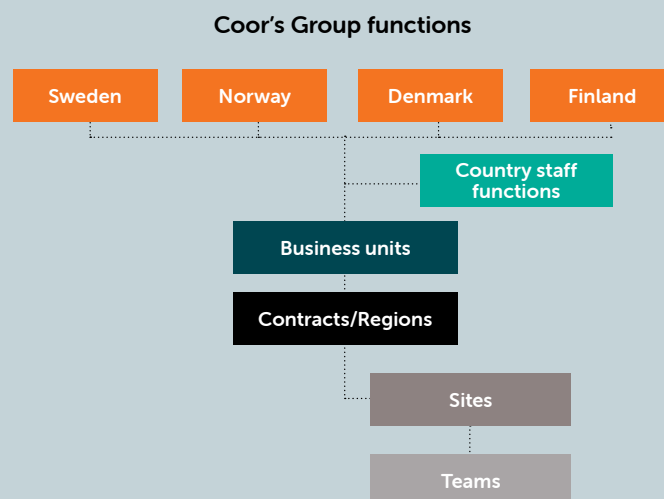 Coor's Group functions
Sweden
Norway
Denmark
Finland
Country staff
functions
Business units
Contracts/Regions
Sites
Teams